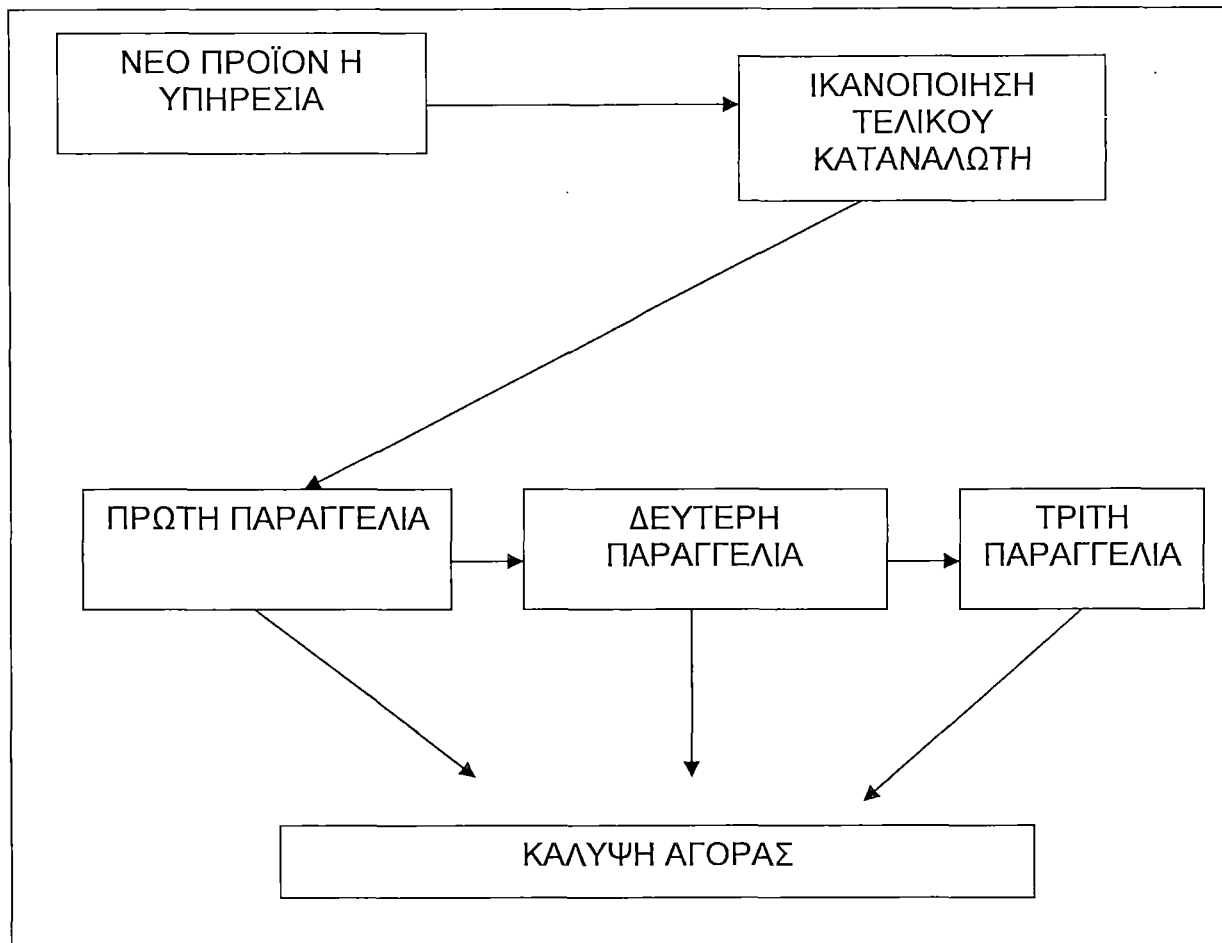 ΝΕΟ ΠΡΟΪΟΝ Η
ΥΠΗΡΕΣΙΑ
ΙΚΑΝΟΠΟΙΗΣΗ
ΤΕΛΙΚΟΥ
ΚΑΤΑΝΑΛΩΤΗ
ΠΡΩΤΗ ΠΑΡΑΓΓΕΛΙΑ
ΔΕΥΤΕΡΗ
ΠΑΡΑΓΓΕΛΙΑ
ΤΡΙΤΗ
ΠΑΡΑΓΓΕΛΙΑ
ΚΑΛΥΨΗ ΑΓΟΡΑΣ